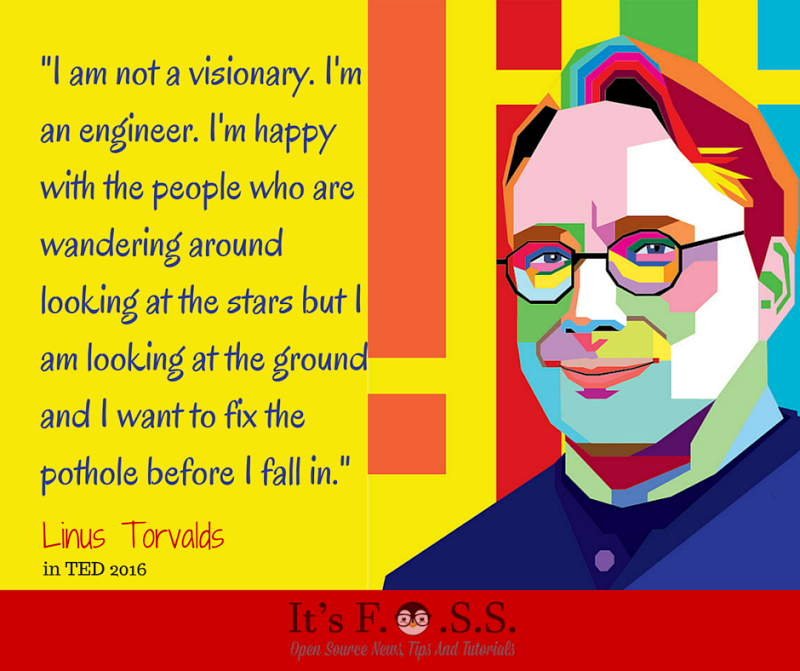 "I am not a visionary. I'm
an engineer. I'm happy
with the people who are
wandering around
looking at the stars but I
am looking at the ground
and I want to fix the
pothole before I fall in."
Linus Torvalds
in TED 2016
It's F.O.S.S.
Open Source News, Tips And Tutorials